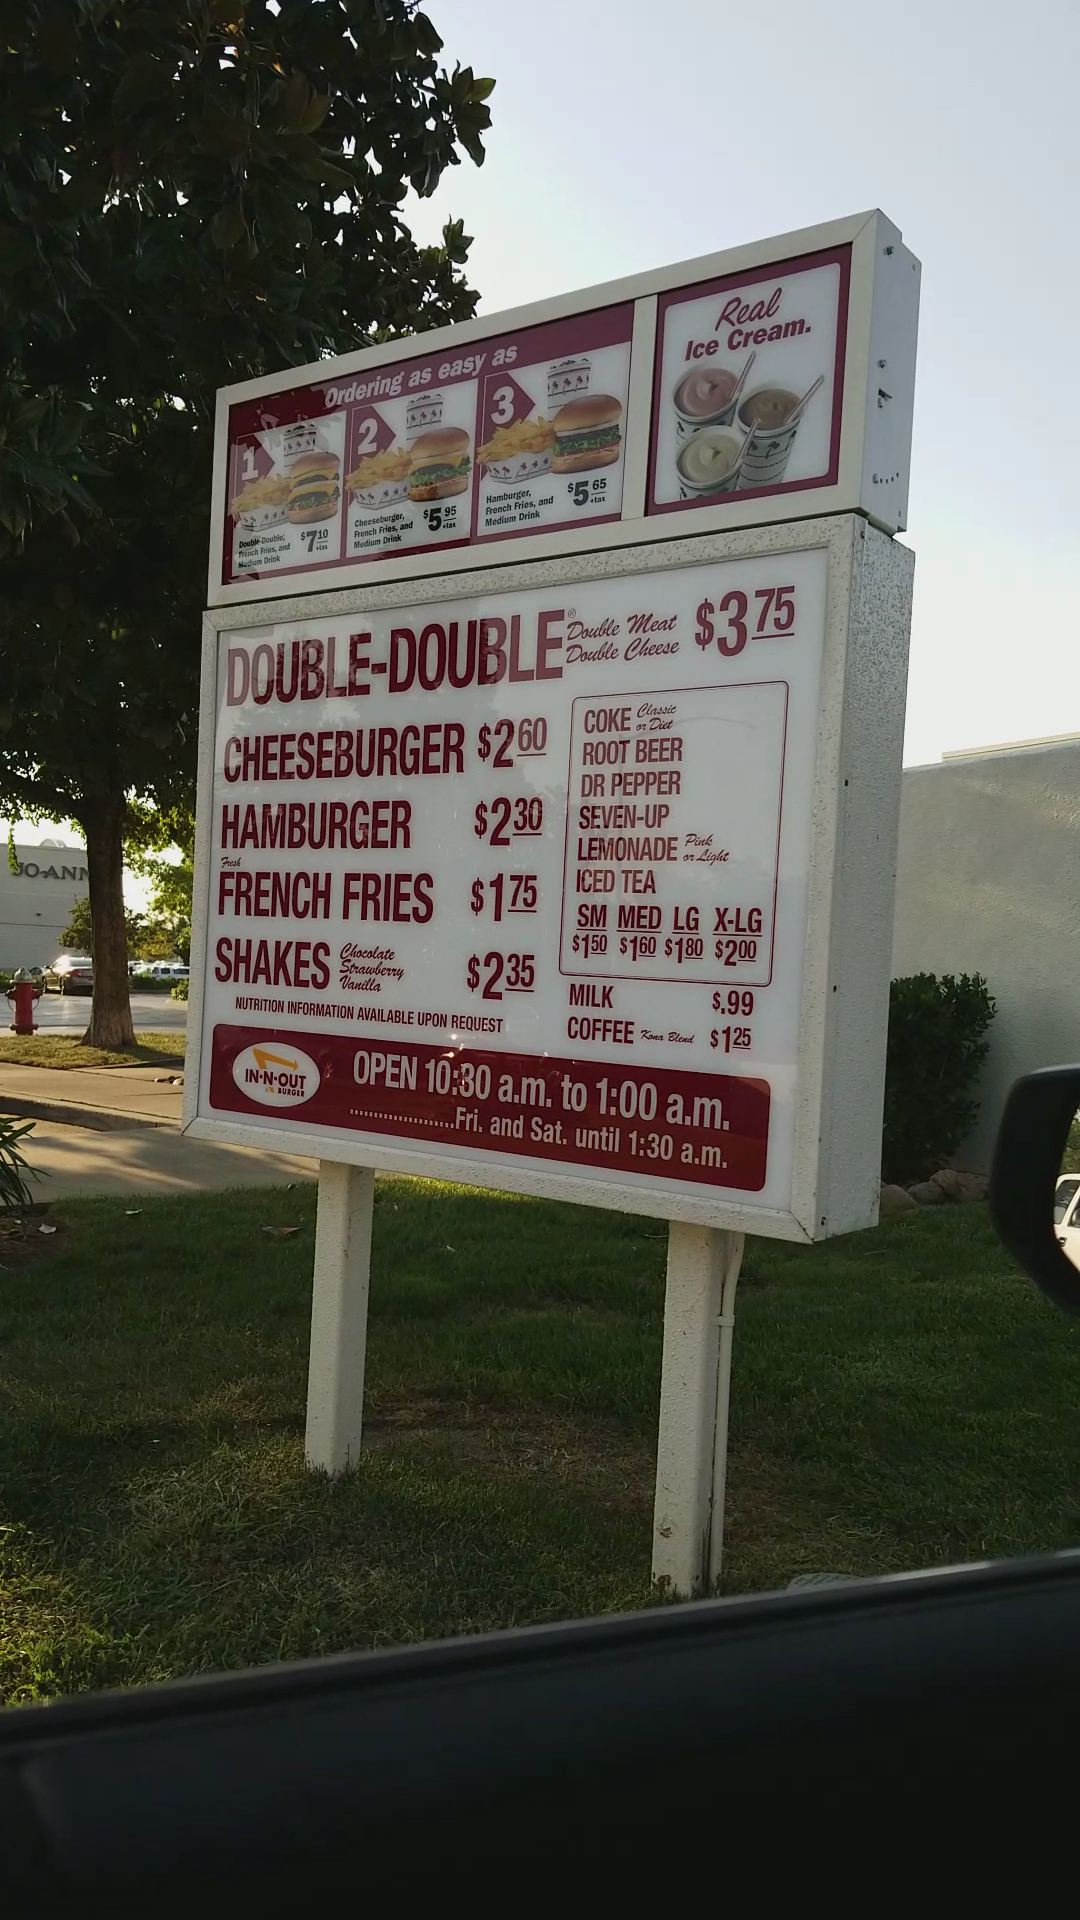 Ordering as easy as
1
Double-Double,
French Fries, and
Medium Drink
$7 10
+tax
2
Cheeseburger,
French Fries, and
Medium Drink
$5 95
+tax
3
Hamburger,
French Fries, and
Medium Drink
$5 65
+tax
Real
Ice Cream.
DOUBLE-DOUBLE® Double Meat
Double Cheese
$3 75
CHEESEBURGER $2 60
HAMBURGER $2 30
Fresh
FRENCH FRIES $1 75
SHAKES Chocolate
Strawberry
Vanilla
$2 35
NUTRITION INFORMATION AVAILABLE UPON REQUEST
COKE Classic
or Diet
ROOT BEER
DR PEPPER
SEVEN-UP
LEMONADE Pink
or Light
ICED TEA
SM MED LG X-LG
$1 50 $1 60 $1 80 $2 00
MILK $.99
COFFEE Kona Blend $1 25
IN-N-OUT
BURGER
OPEN 10:30 a.m. to 1:00 a.m.
.....................Fri. and Sat. until 1:30 a.m.
JO-ANN